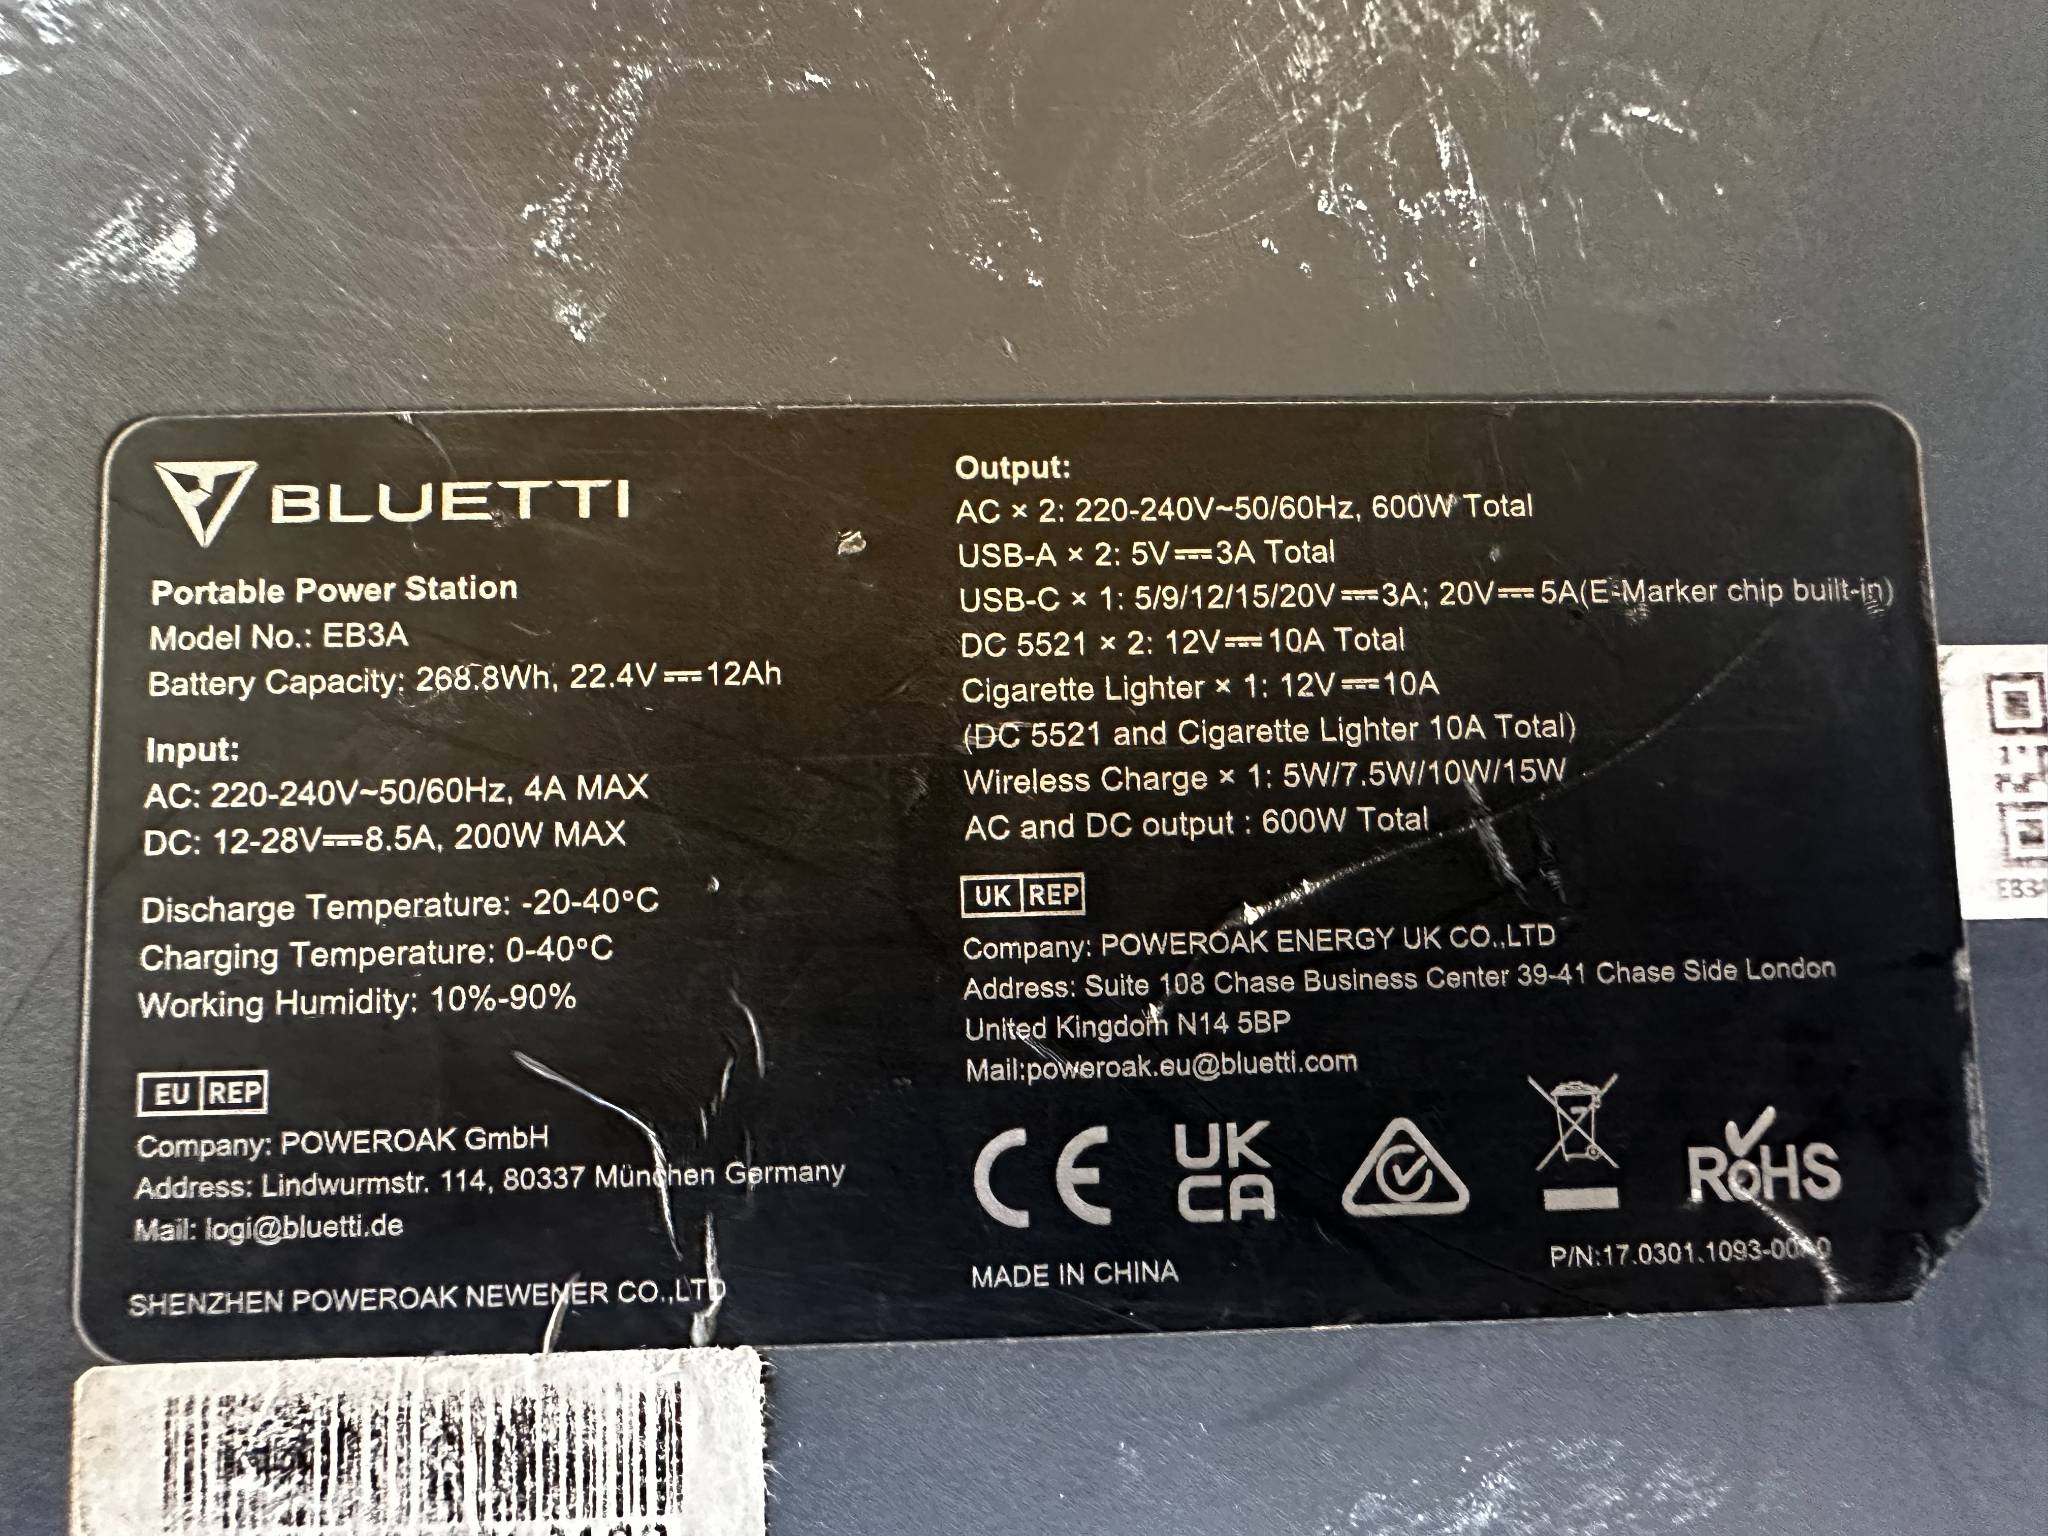 BLUETTI
Portable Power Station
Model No.: EB3A
Battery Capacity: 268.8Wh, 22.4V⎓12Ah
Input:
AC: 220-240V~50/60Hz, 4A MAX
DC: 12-28V⎓8.5A, 200W MAX
Discharge Temperature: -20-40°C
Charging Temperature: 0-40°C
Working Humidity: 10%-90%
EU REP
Company: POWEROAK GmbH
Address: Lindwurmstr. 114, 80337 München Germany
Mail: logi@bluetti.de
SHENZHEN POWEROAK NEWENER CO.,LTD
Output:
AC × 2: 220-240V~50/60Hz, 600W Total
USB-A × 2: 5V⎓3A Total
USB-C × 1: 5/9/12/15/20V⎓3A; 20V⎓5A(E-Marker chip built-in)
DC 5521 × 2: 12V⎓10A Total
Cigarette Lighter × 1: 12V⎓10A
(DC 5521 and Cigarette Lighter 10A Total)
Wireless Charge × 1: 5W/7.5W/10W/15W
AC and DC output : 600W Total
UK REP
Company: POWEROAK ENERGY UK CO.,LTD
Address: Suite 108 Chase Business Center 39-41 Chase Side London
United Kingdom N14 5BP
Mail:poweroak.eu@bluetti.com
CE
UK
CA
RoHS
MADE IN CHINA